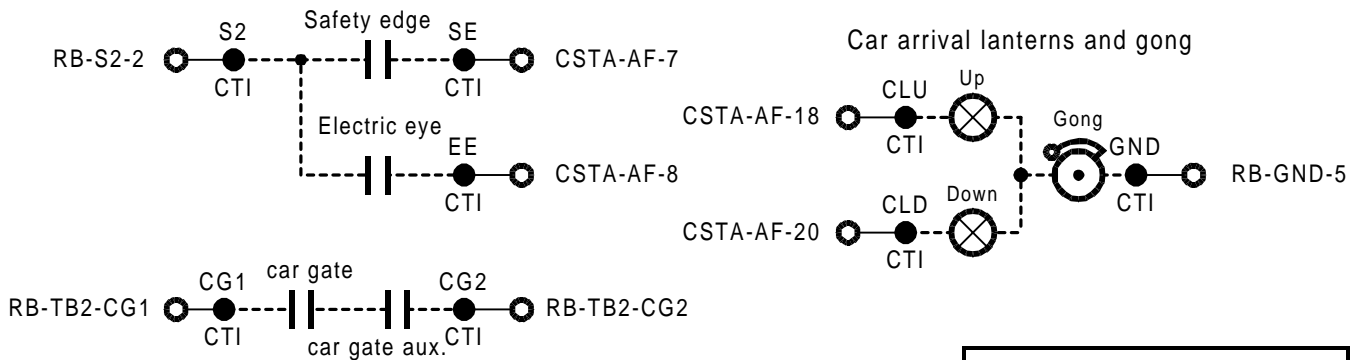 Safety edge
S2
SE
RB-S2-2
CSTA-AF-7
CTI
CTI
Electric eye
EE
CSTA-AF-8
CTI
car gate
CG1
CG2
RB-TB2-CG1
RB-TB2-CG2
CTI
CTI
car gate aux.
Car arrival lanterns and gong
Up
CLU
CSTA-AF-18
CTI
Gong
GND
RB-GND-5
CTI
Down
CLD
CSTA-AF-20
CTI